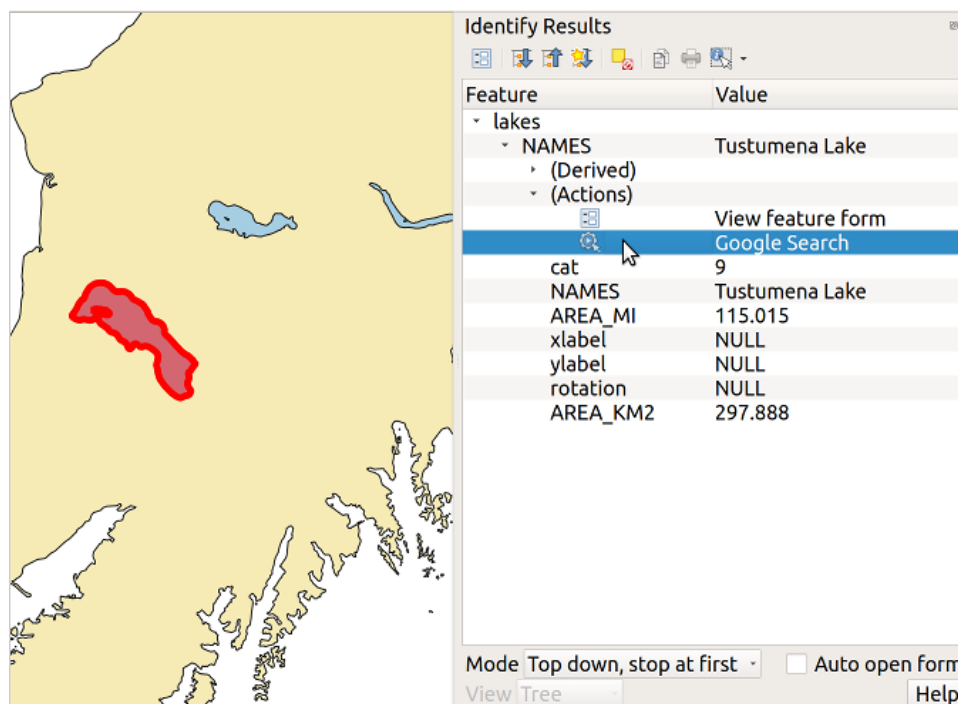 Identify Results
Feature Value
lakes
NAMES Tustumena Lake
(Derived)
(Actions)
View feature form
Google Search
cat 9
NAMES Tustumena Lake
AREA_MI 115.015
xlabel NULL
ylabel NULL
rotation NULL
AREA_KM2 297.888
Mode Top down, stop at first Auto open form
View Tree Help